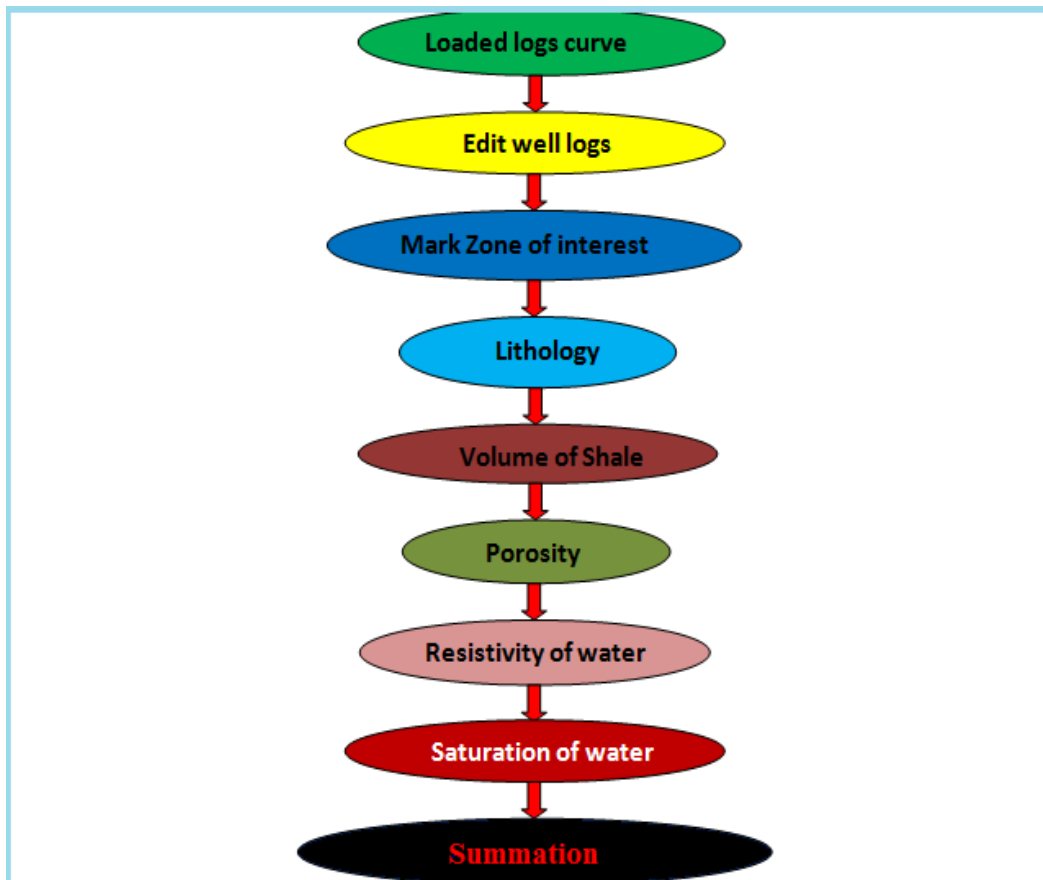 Loaded logs curve
Edit well logs
Mark Zone of interest
Lithology
Volume of Shale
Porosity
Resistivity of water
Saturation of water
Summation